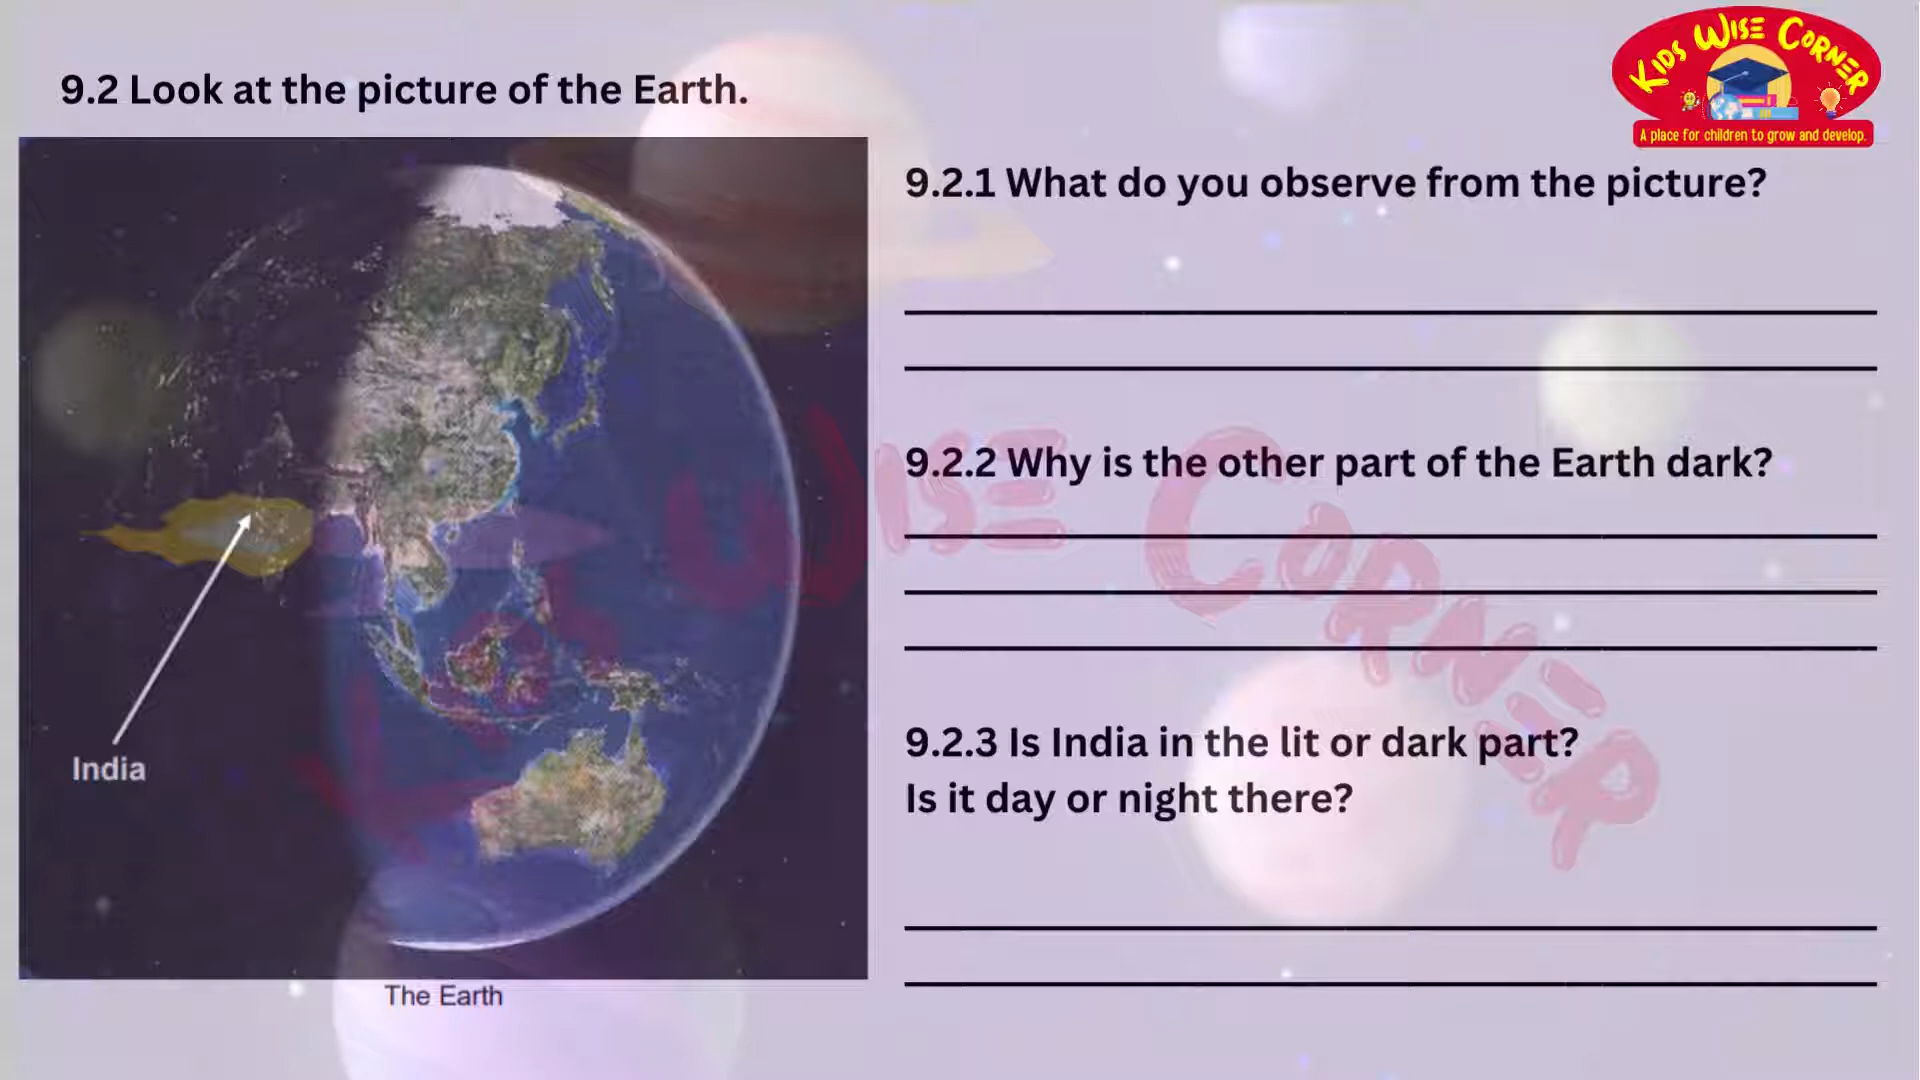 KIDS WISE CORNER
A place for children to grow and develop.
9.2 Look at the picture of the Earth.
India
The Earth
9.2.1 What do you observe from the picture?
9.2.2 Why is the other part of the Earth dark?
9.2.3 Is India in the lit or dark part?
Is it day or night there?
KIDS WISE CORNER